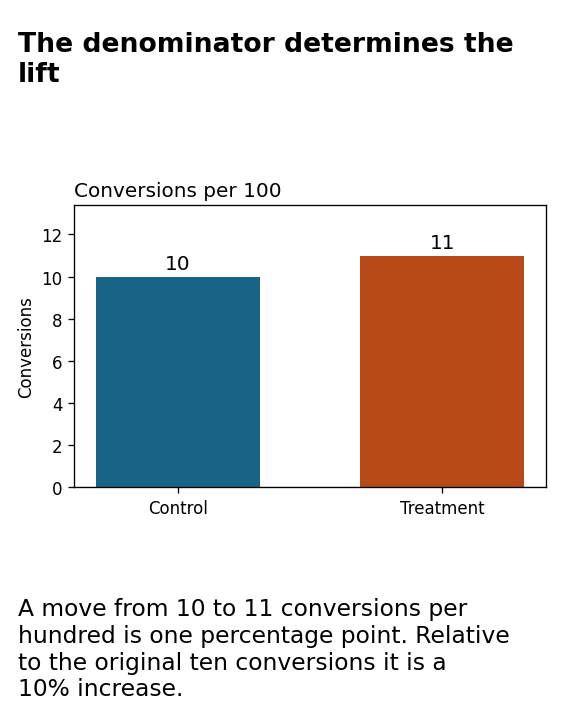 The denominator determines the
lift
Conversions per 100
12
10
8
6
4
2
0
Conversions
10
11
Control
Treatment
A move from 10 to 11 conversions per
hundred is one percentage point. Relative
to the original ten conversions it is a
10% increase.